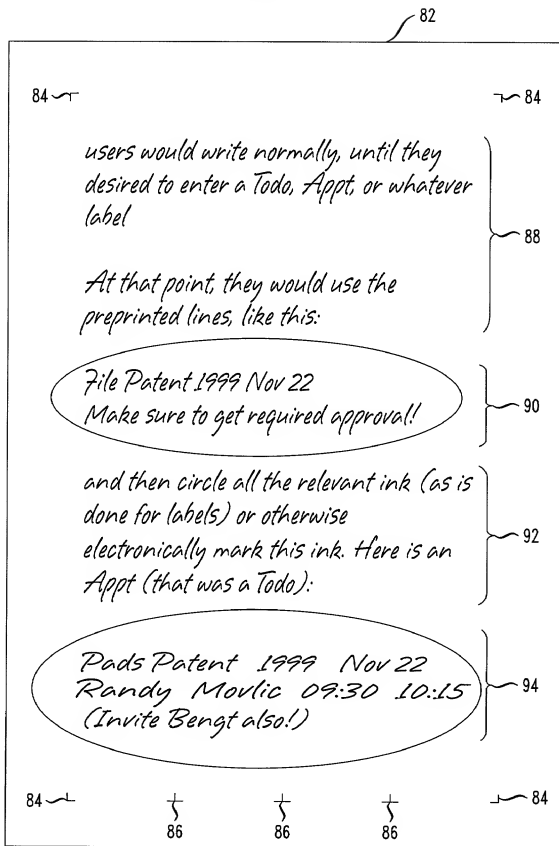 82
84 84
users would write normally, until they
desired to enter a Todo, Appt, or whatever
label
88
At that point, they would use the
preprinted lines, like this:
File Patent 1999 Nov 22
Make sure to get required approval!
90
and then circle all the relevant ink (as is
done for labels) or otherwise
electronically mark this ink. Here is an
Appt (that was a Todo):
92
Pads Patent 1999 Nov 22
Randy Movlic 09:30 10:15
(Invite Bengt also!)
94
84 84
86 86 86